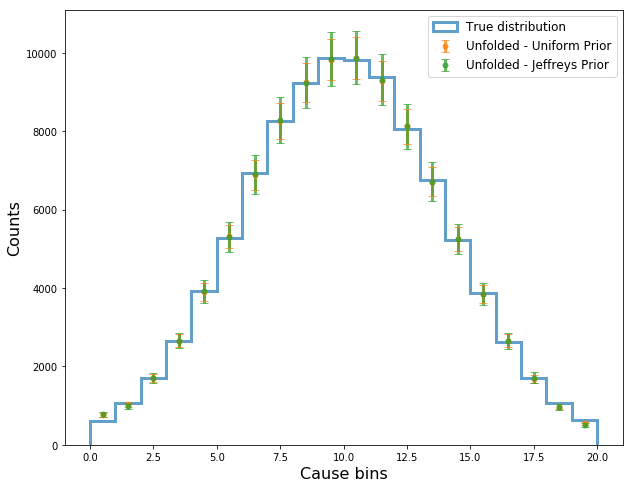 True distribution
Unfolded - Uniform Prior
Unfolded - Jeffreys Prior
Counts
10000
8000
6000
4000
2000
0
0.0 2.5 5.0 7.5 10.0 12.5 15.0 17.5 20.0
Cause bins